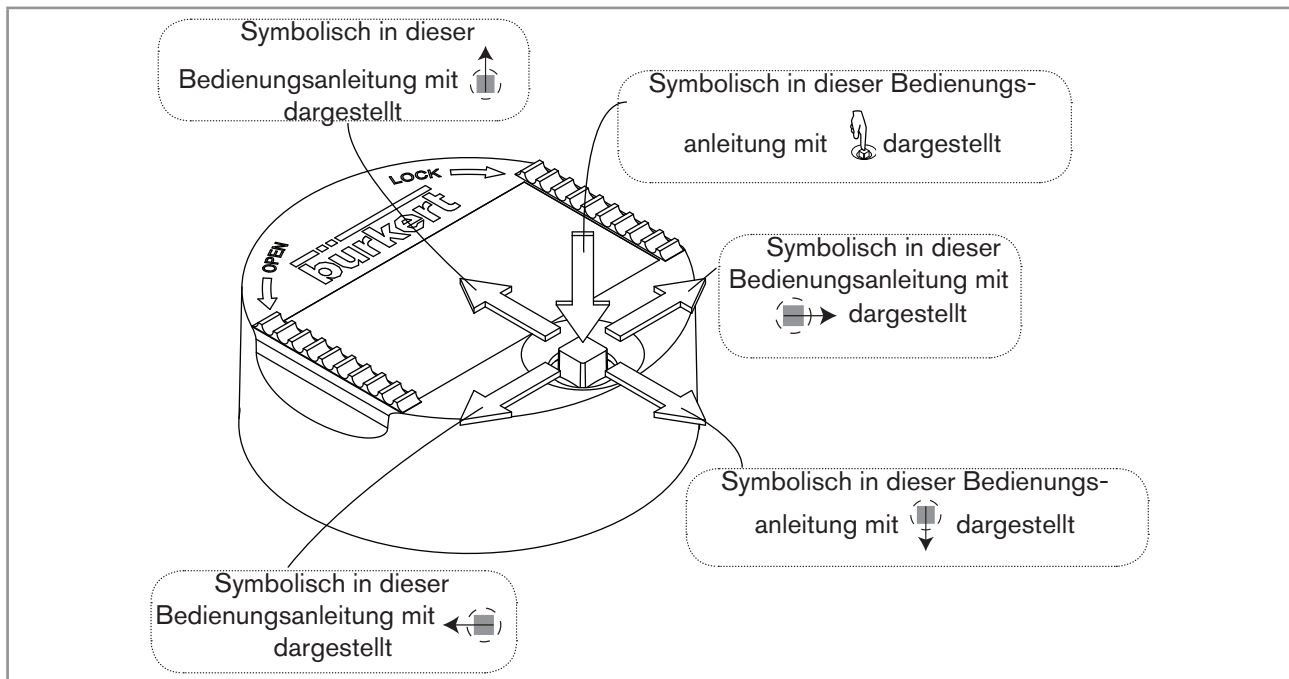 Symbolisch in dieser
Bedienungsanleitung mit
dargestellt
Symbolisch in dieser Bedienungs-
anleitung mit dargestellt
LOCK
bürkert
OPEN
Symbolisch in dieser
Bedienungsanleitung mit
dargestellt
Symbolisch in dieser Bedienungs-
anleitung mit dargestellt
Symbolisch in dieser
Bedienungsanleitung mit
dargestellt